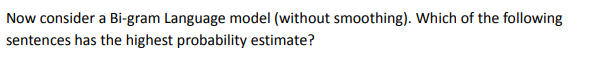 Now consider a Bi-gram Language model (without smoothing). Which of the following
sentences has the highest probability estimate?